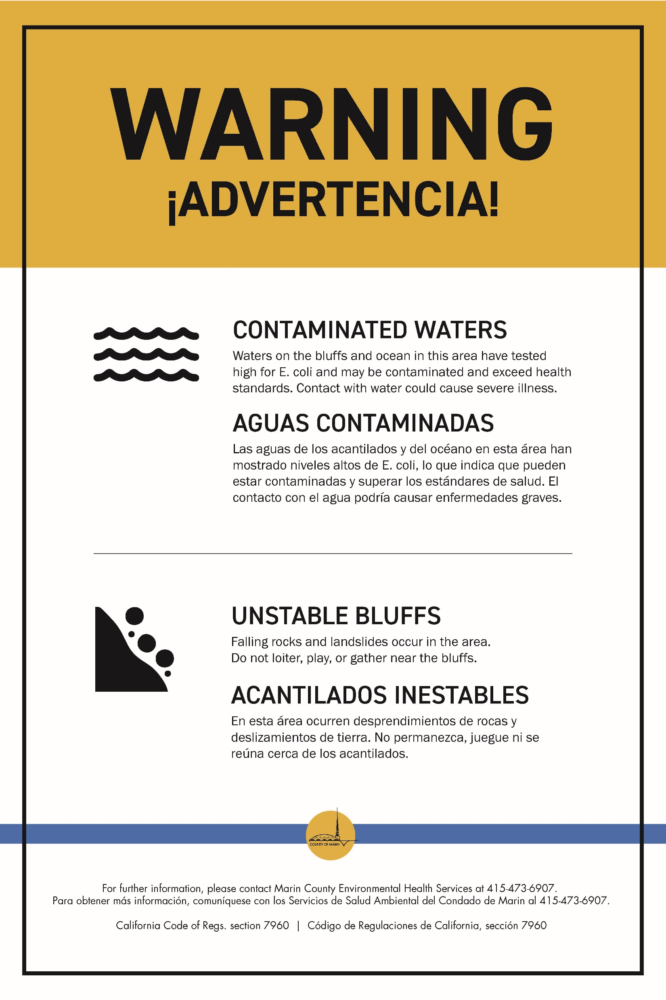 WARNING
¡ADVERTENCIA!
CONTAMINATED WATERS
Waters on the bluffs and ocean in this area have tested
high for E. coli and may be contaminated and exceed health
standards. Contact with water could cause severe illness.
AGUAS CONTAMINADAS
Las aguas de los acantilados y del océano en esta área han
mostrado niveles altos de E. coli, lo que indica que pueden
estar contaminadas y superar los estándares de salud. El
contacto con el agua podría causar enfermedades graves.
UNSTABLE BLUFFS
Falling rocks and landslides occur in the area.
Do not loiter, play, or gather near the bluffs.
ACANTILADOS INESTABLES
En esta área ocurren desprendimientos de rocas y
deslizamientos de tierra. No permanezca, juegue ni se
reúna cerca de los acantilados.
COUNTY OF MARIN
For further information, please contact Marin County Environmental Health Services at 415-473-6907.
Para obtener más información, comuníquese con los Servicios de Salud Ambiental del Condado de Marin al 415-473-6907.
California Code of Regs. section 7960 | Código de Regulaciones de California, sección 7960